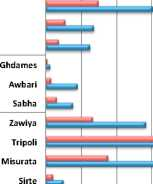 Ghdames
Awbari
Sabha
Zawiya
Tripoli
Misurata
Sirte